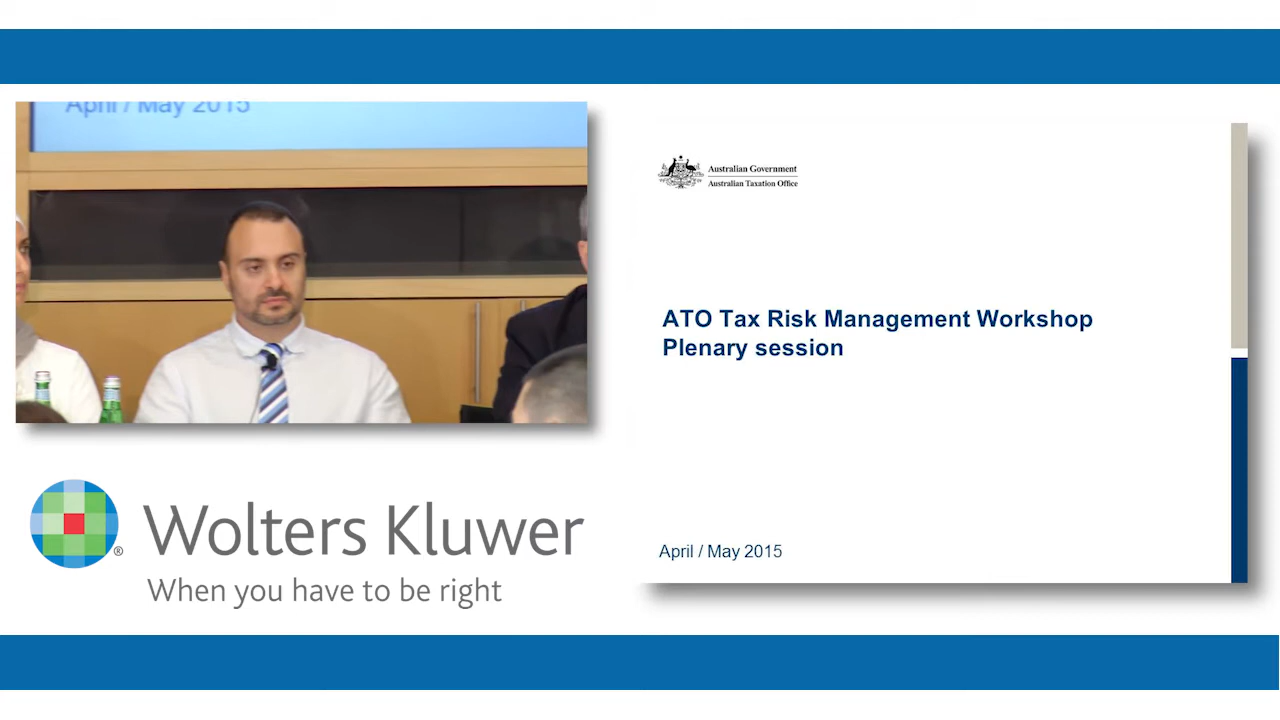 April / May 2015
Australian Government
Australian Taxation Office
ATO Tax Risk Management Workshop
Plenary session
April / May 2015
Wolters Kluwer
®
When you have to be right